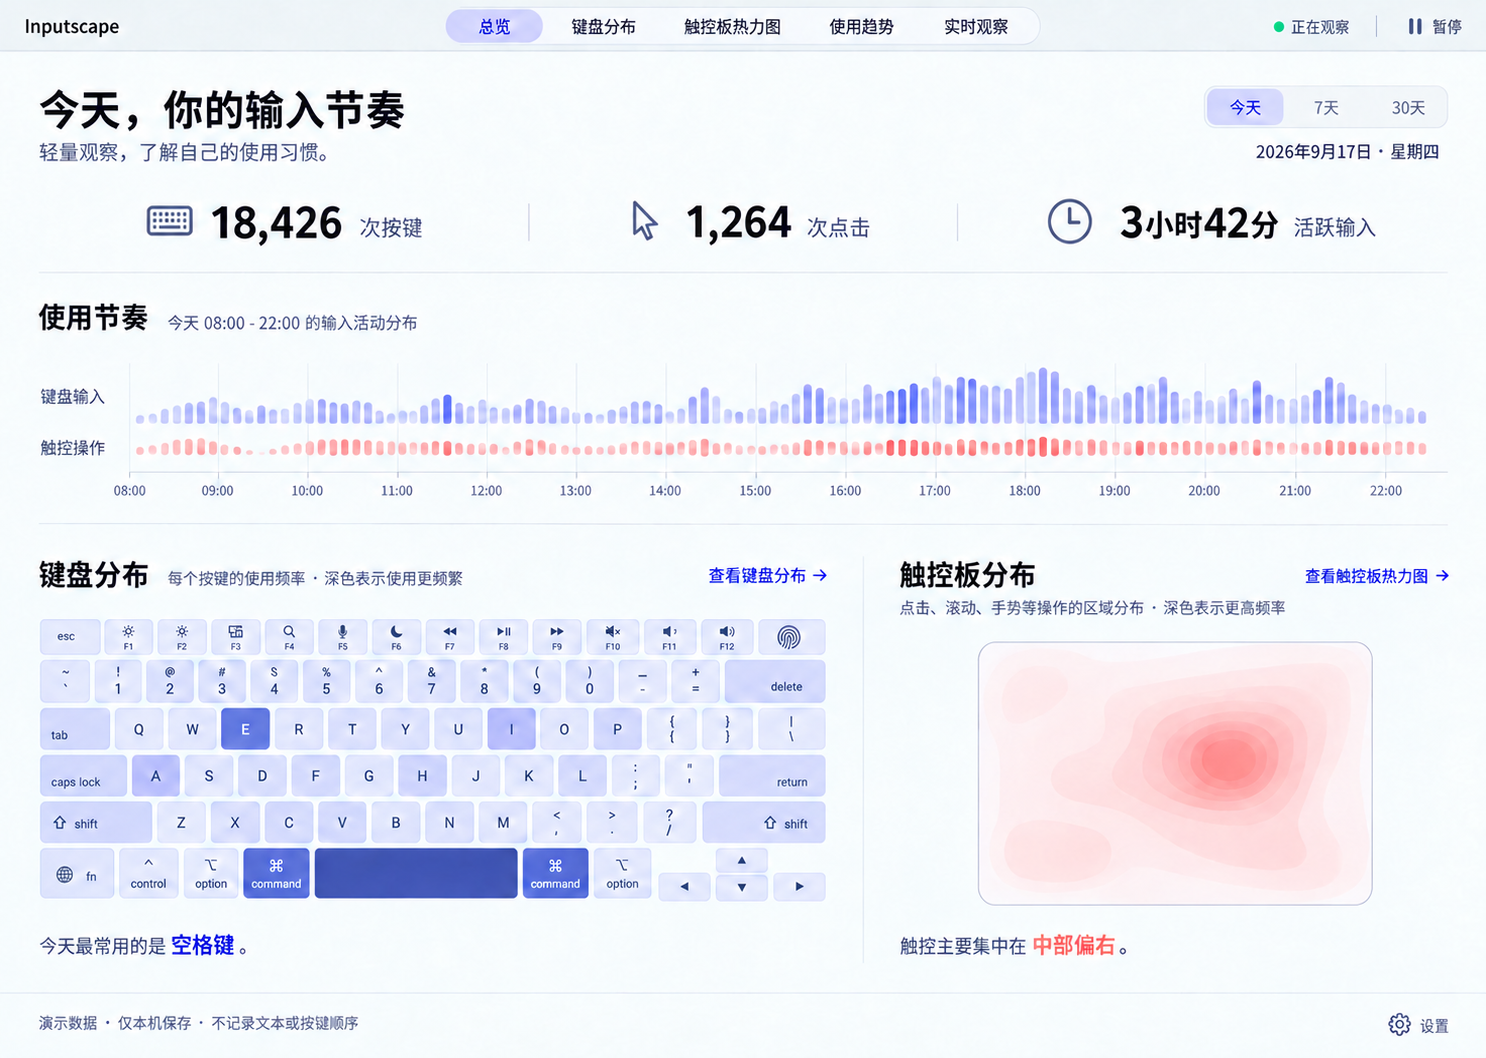 Inputscape 总览 键盘分布 触控板热力图 使用趋势 实时观察 正在观察 暂停
今天，你的输入节奏
今天 7天 30天
轻量观察，了解自己的使用习惯。
2026年9月17日 · 星期四
18,426 次按键
1,264 次点击
3小时42分 活跃输入
使用节奏 今天 08:00 - 22:00 的输入活动分布
键盘输入
触控操作
08:00 09:00 10:00 11:00 12:00 13:00 14:00 15:00 16:00 17:00 18:00 19:00 20:00 21:00 22:00
键盘分布 每个按键的使用频率 · 深色表示使用更频繁 查看键盘分布 →
esc F1 F2 F3 F4 F5 F6 F7 F8 F9 F10 F11 F12
~ ! @ # $ % ^ & * ( ) — +
` 1 2 3 4 5 6 7 8 9 0 - = delete
tab Q W E R T Y U I O P { } |
{ } \
caps lock A S D F G H J K L : "
; ' return
⇧ shift Z X C V B N M < > ? ⇧ shift
, . /
fn ^ control ⌥ option ⌘ command ⌘ command ⌥ option ◀ ▲ ▼ ▶
今天最常用的是 空格键 。
触控板分布 查看触控板热力图 →
点击、滚动、手势等操作的区域分布 · 深色表示更高频率
触控主要集中在 中部偏右 。
演示数据 · 仅本机保存 · 不记录文本或按键顺序 设置